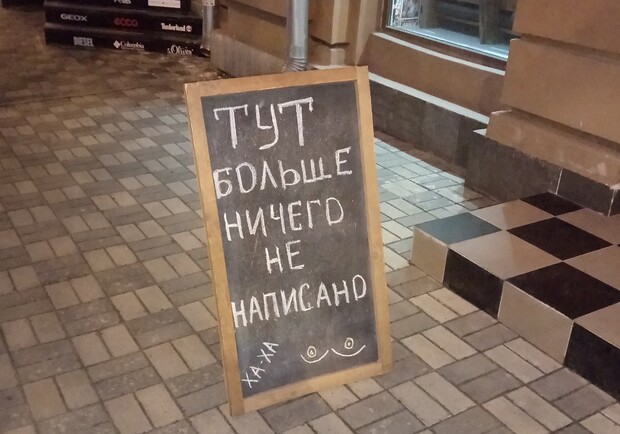 GEOX
ECCO
Timberland
DIESEL
Columbia
s.Oliver
ТУТ
БОЛЬШЕ
НИЧЕГО
НЕ
НАПИСАНО
ХА-ХА